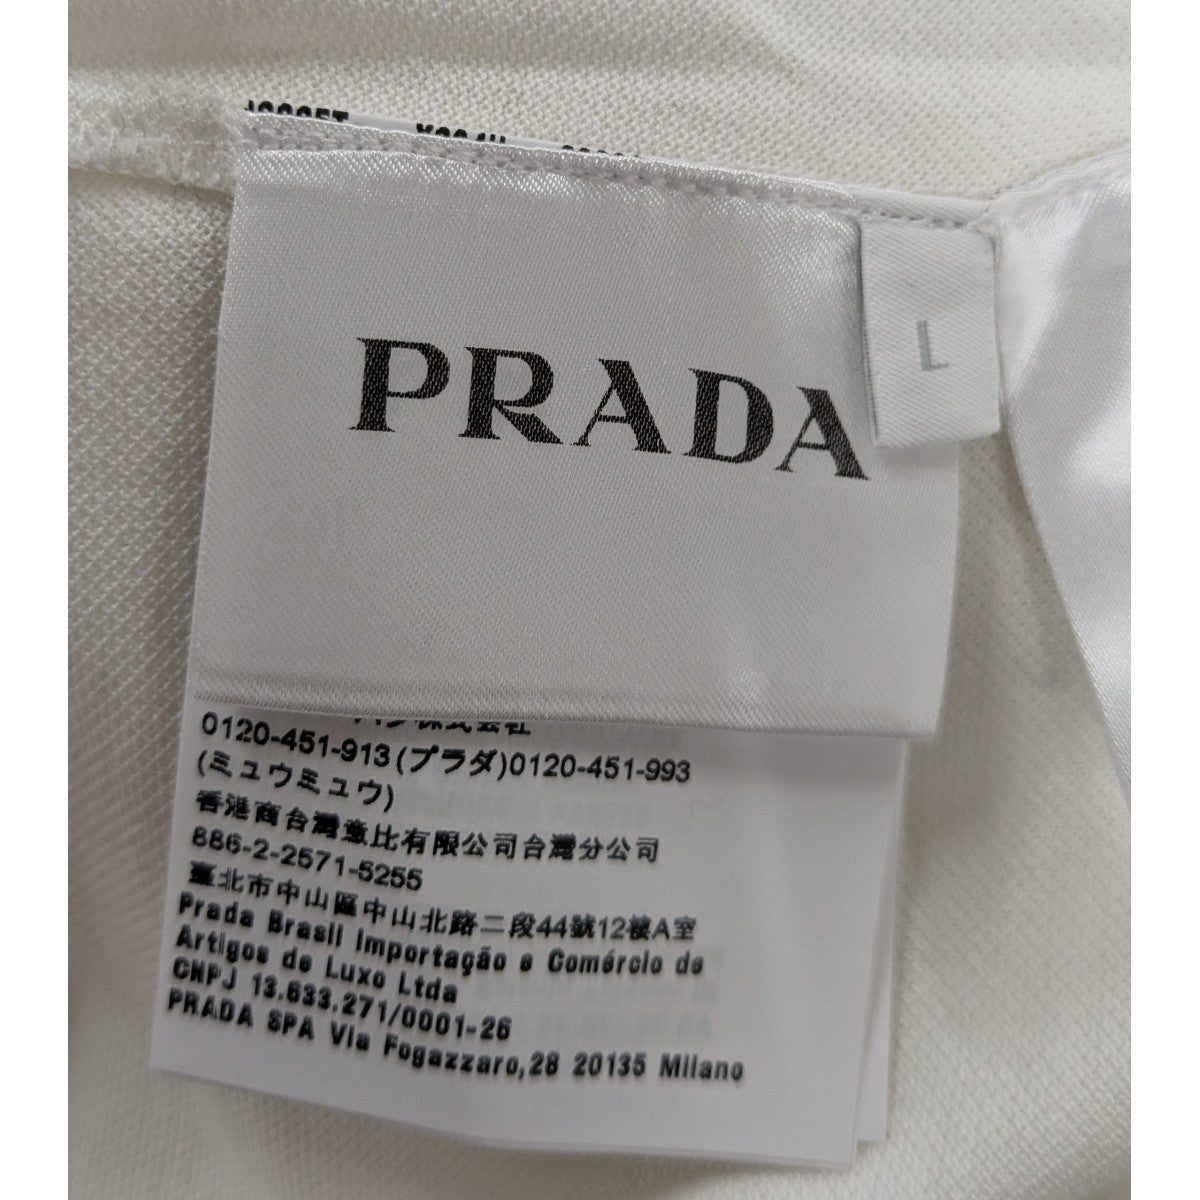 PRADA
L
0120-451-913(プラダ)0120-451-993
(ミュウミュウ)
香港商台灣意比有限公司台灣分公司
886-2-2571-5255
臺北市中山區中山北路二段44號12樓A室
Prada Brasil Importação e Comércio de
Artigos de Luxo Ltda
CNPJ 13.633.271/0001-26
PRADA SPA Via Fogazzaro,28 20135 Milano